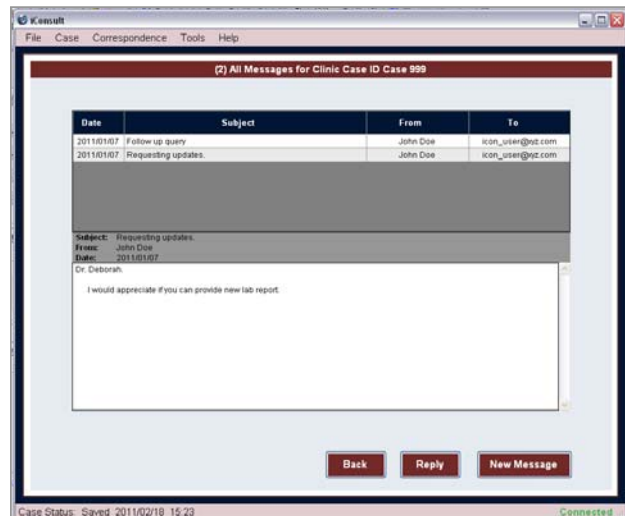 iKonsult
File Case Correspondence Tools Help
(2) All Messages for Clinic Case ID Case 999
Date Subject From To
2011/01/07 Follow up query John Doe icon_user@xyz.com
2011/01/07 Requesting updates. John Doe icon_user@xyz.com
Subject: Requesting updates.
From: John Doe
Date: 2011/01/07
Dr. Deborah.
I would appreciate if you can provide new lab report.
Back Reply New Message
Case Status: Saved 2011/02/18 15:23 Connected